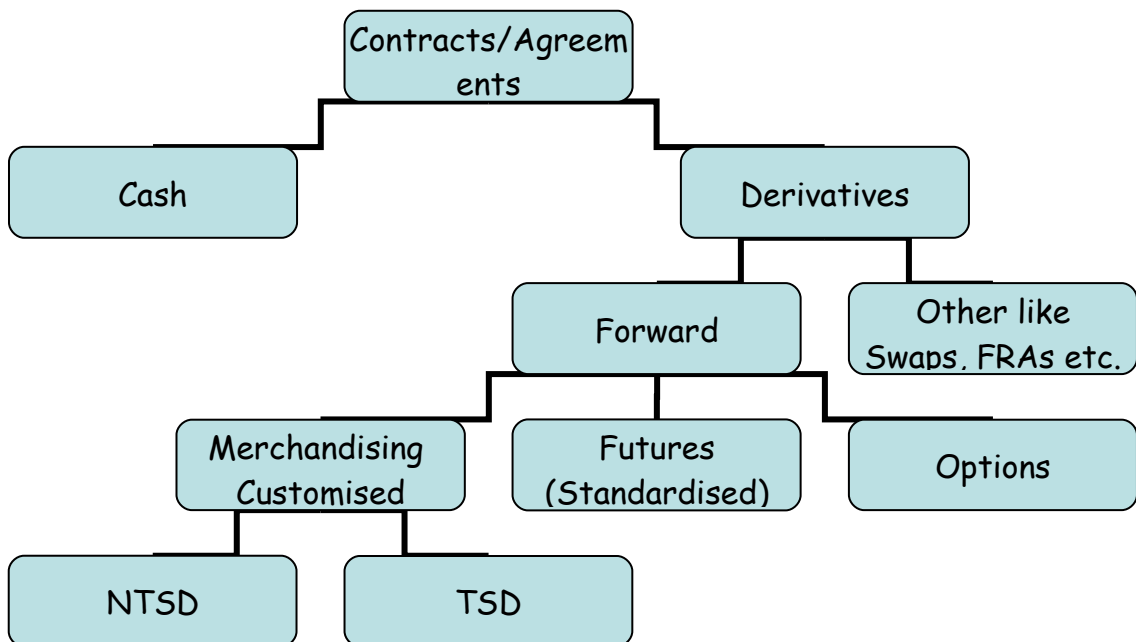 Contracts/Agreem
ents
Cash
Derivatives
Forward
Other like
Swaps, FRAs etc.
Merchandising
Customised
Futures
(Standardised)
Options
NTSD
TSD